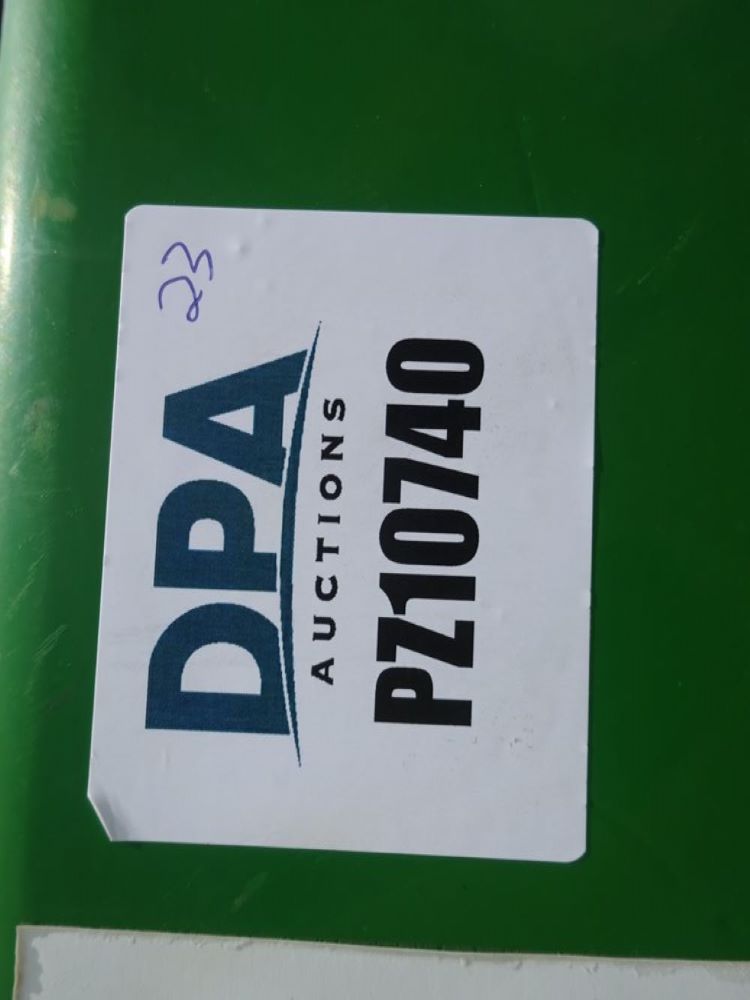 23
DPA
AUCTIONS
PZ10740